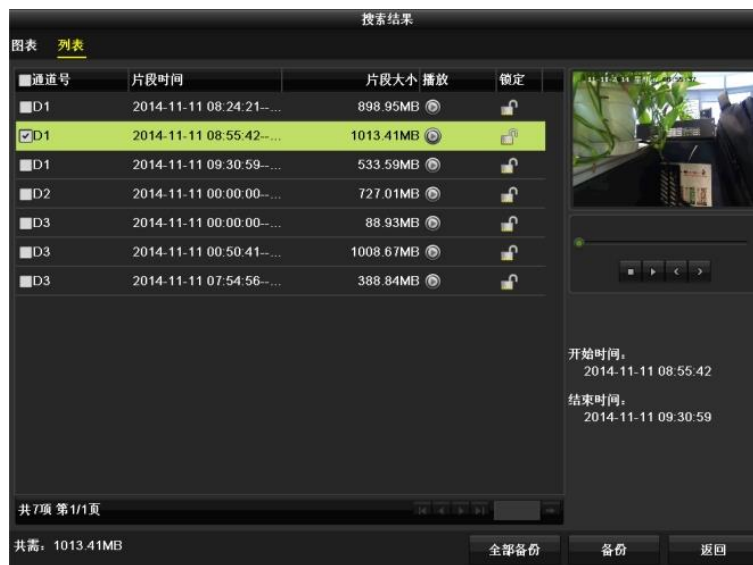 搜索结果
图表 列表
通道号 片段时间 片段大小 播放 锁定
D1 2014-11-11 08:24:21--... 898.95MB
D1 2014-11-11 08:55:42--... 1013.41MB
D1 2014-11-11 09:30:59--... 533.59MB
D2 2014-11-11 00:00:00--... 727.01MB
D3 2014-11-11 00:00:00--... 88.93MB
D3 2014-11-11 00:50:41--... 1008.67MB
D3 2014-11-11 07:54:56--... 388.84MB
开始时间:
2014-11-11 08:55:42
结束时间:
2014-11-11 09:30:59
共7项 第1/1页
共需: 1013.41MB
全部备份 备份 返回